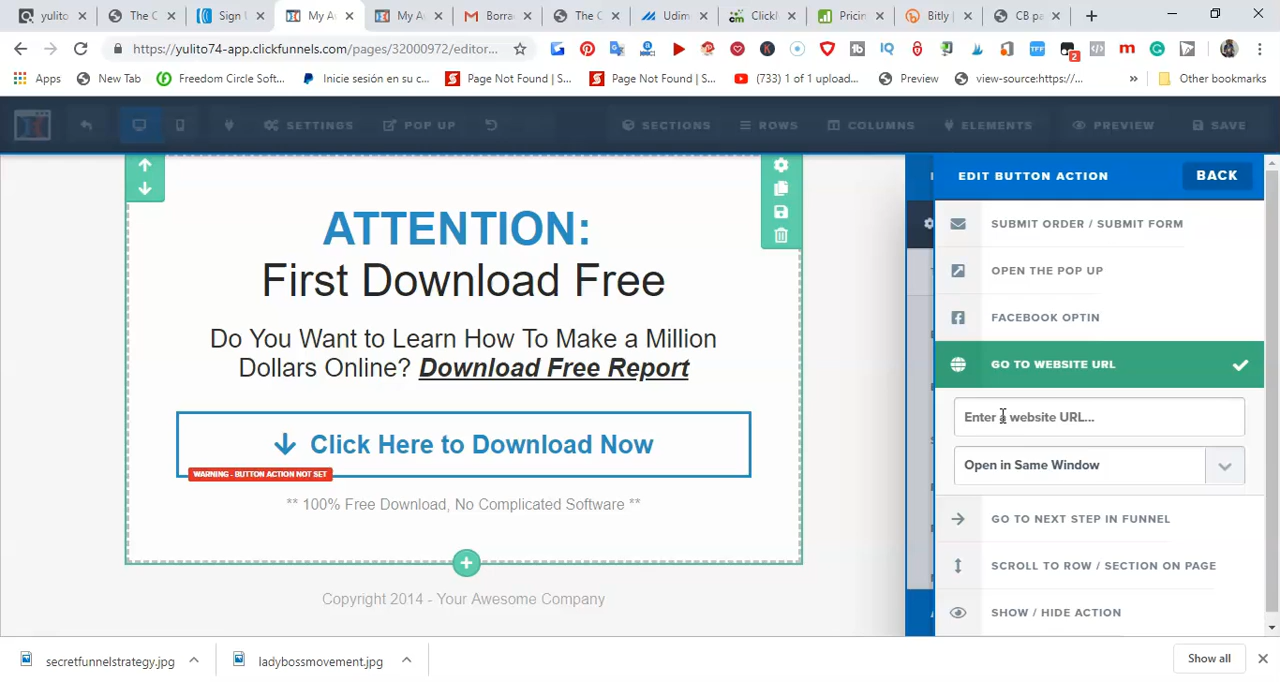 yulito
The C
Sign
My A
My A
Borra
The C
Udim
Clickf
Pricin
Bitly |
CB pa
https://yulito74-app.clickfunnels.com/pages/32000972/editor...
Apps
New Tab
Freedom Circle Soft...
Inicie sesión en su c...
Page Not Found | S...
Page Not Found | S...
(733) 1 of 1 upload...
Preview
view-source:https://...
»
Other bookmarks
SETTINGS
POP UP
SECTIONS
ROWS
COLUMNS
ELEMENTS
PREVIEW
SAVE
ATTENTION:
First Download Free
Do You Want to Learn How To Make a Million
Dollars Online? Download Free Report
Click Here to Download Now
WARNING - BUTTON ACTION NOT SET
** 100% Free Download, No Complicated Software **
Copyright 2014 - Your Awesome Company
EDIT BUTTON ACTION
BACK
SUBMIT ORDER / SUBMIT FORM
OPEN THE POP UP
FACEBOOK OPTIN
GO TO WEBSITE URL
Enter a website URL...
Open in Same Window
GO TO NEXT STEP IN FUNNEL
SCROLL TO ROW / SECTION ON PAGE
SHOW / HIDE ACTION
secretfunnelstrategy.jpg
ladybossmovement.jpg
Show all